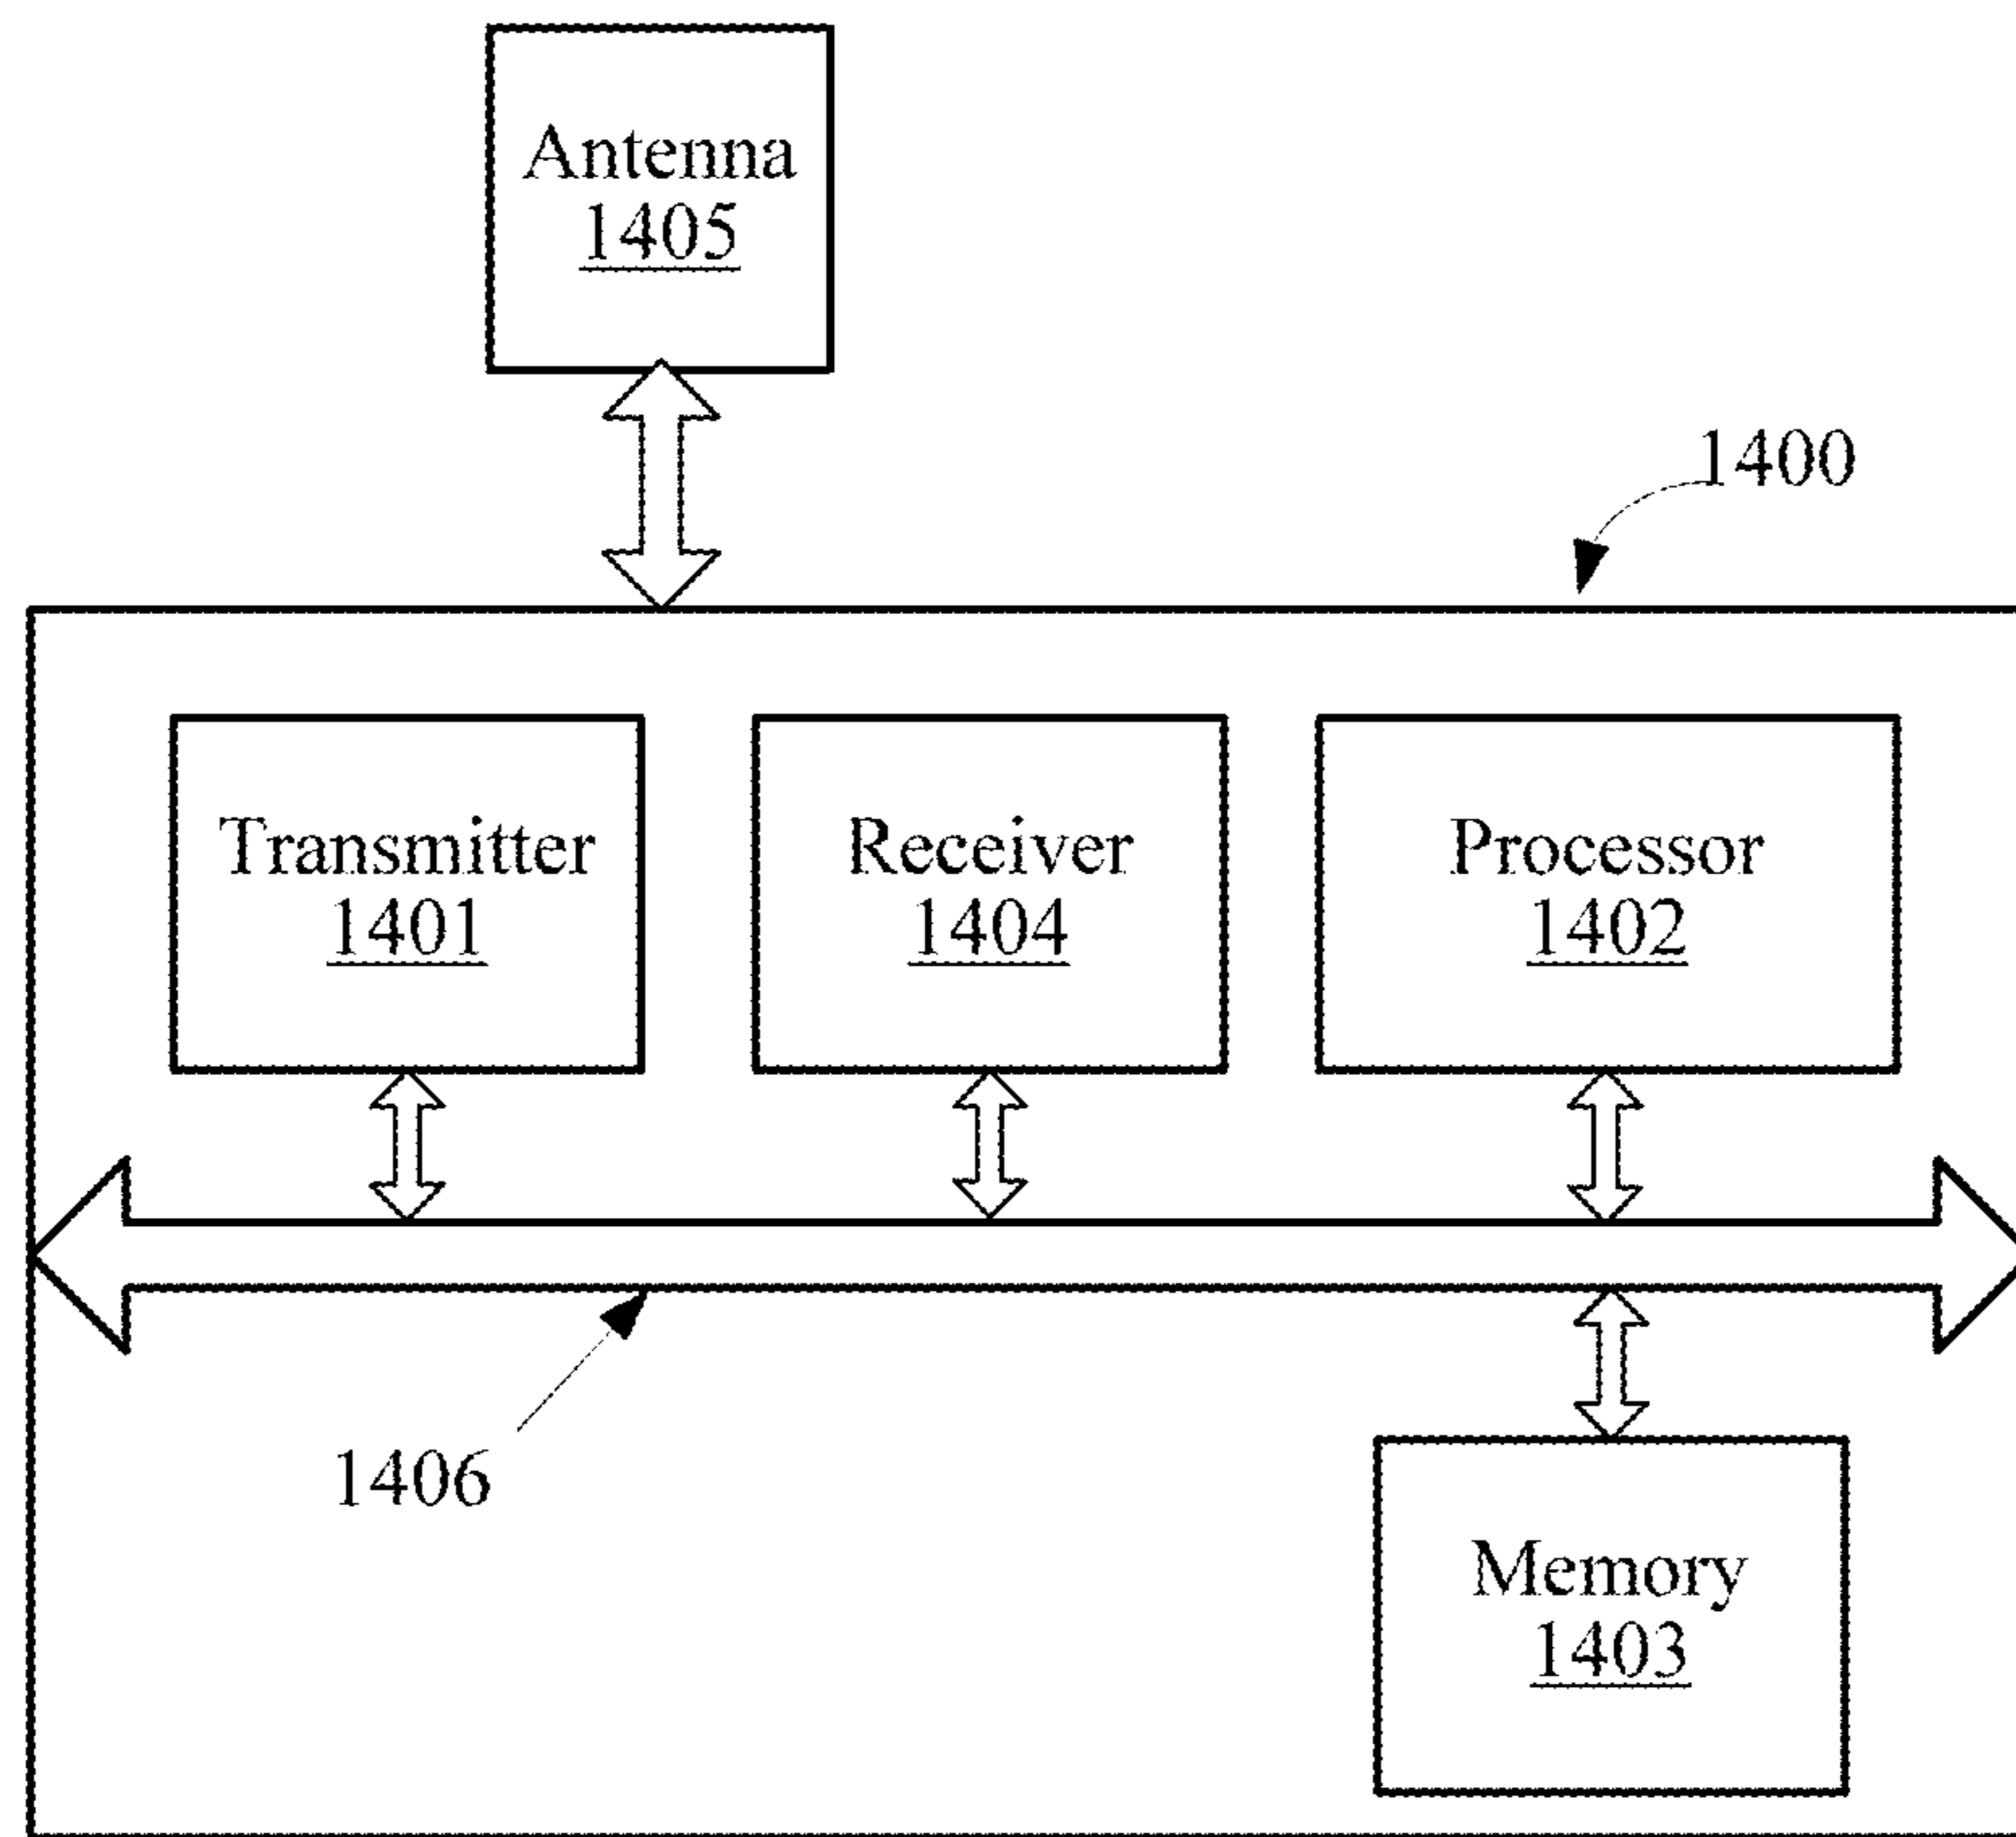 Antenna
1405
1400
Transmitter
1401
Receiver
1404
Processor
1402
1406
Memory
1403